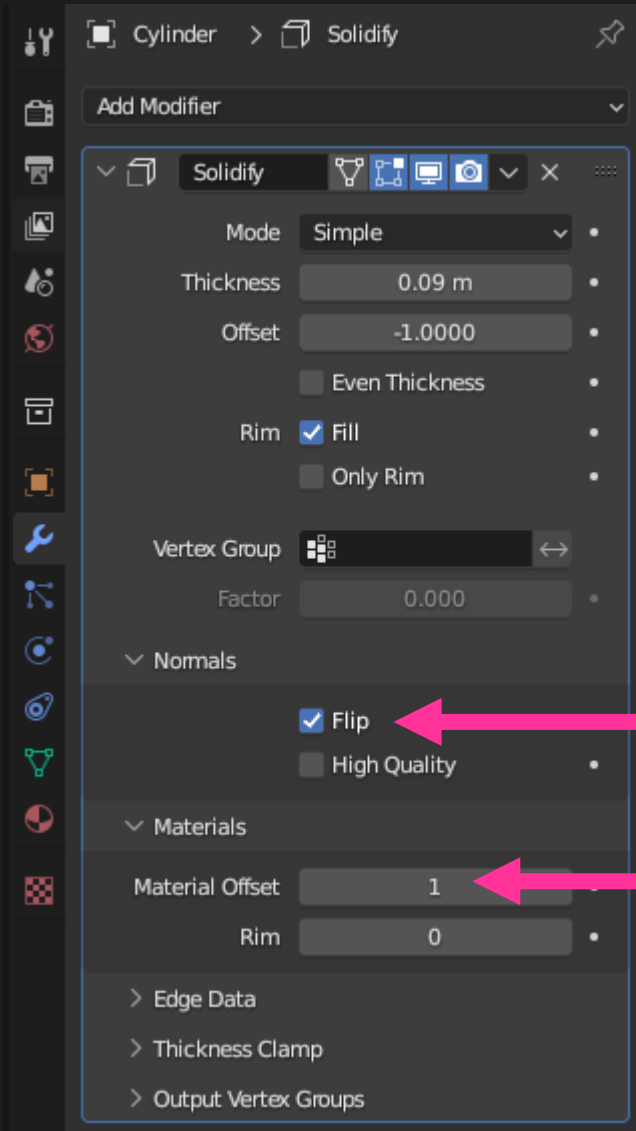 Cylinder > Solidify
Add Modifier
Solidify
Mode Simple
Thickness 0.09 m
Offset -1.0000
Even Thickness
Rim Fill
Only Rim
Vertex Group
Factor 0.000
Normals
Flip
High Quality
Materials
Material Offset 1
Rim 0
Edge Data
Thickness Clamp
Output Vertex Groups